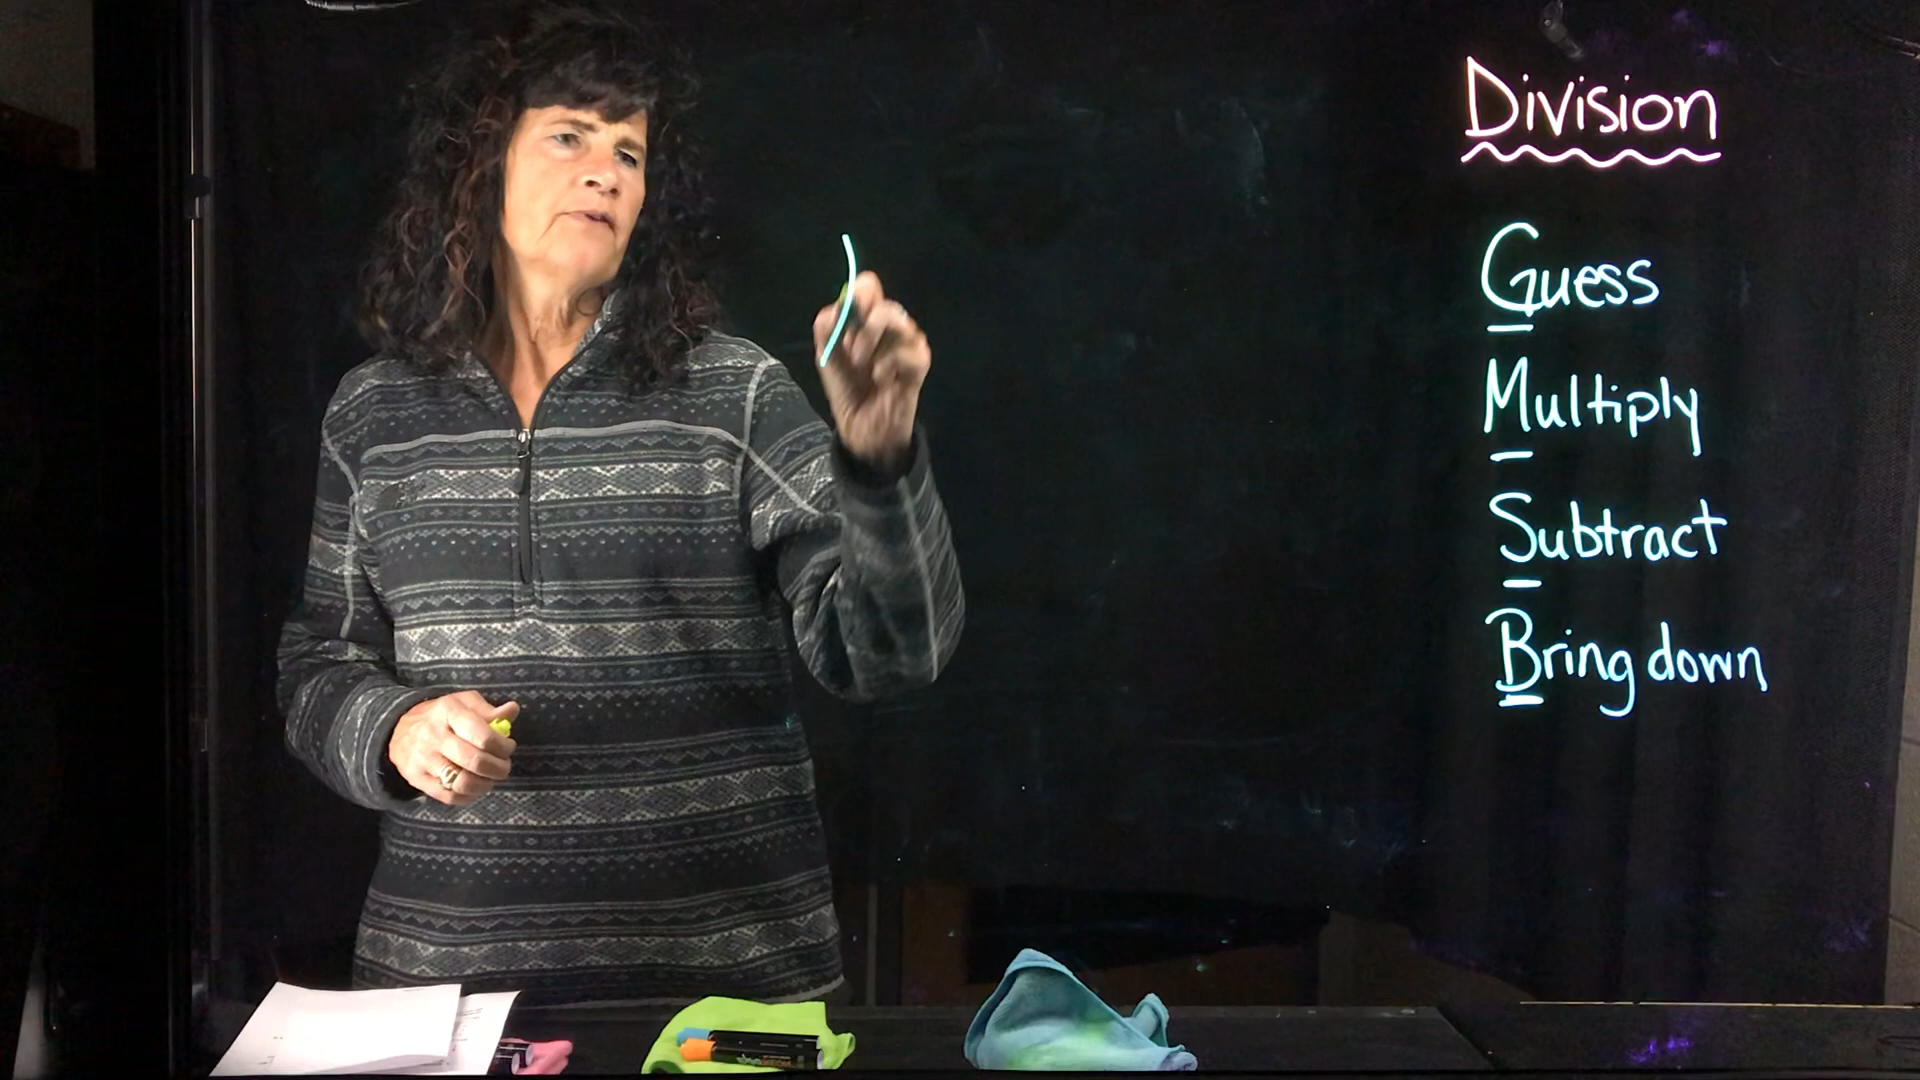 Division
Guess
Multiply
Subtract
Bring down